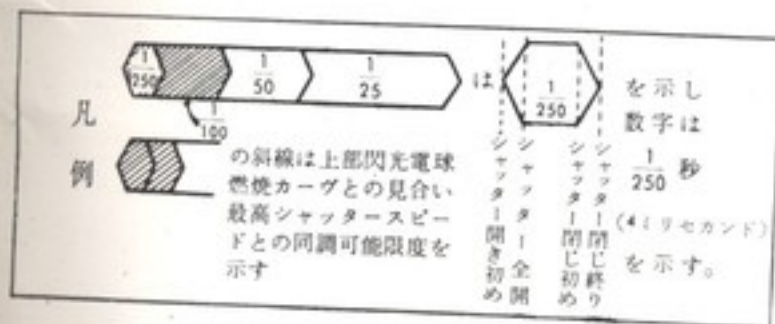 凡例
1/250
1/50
1/25
1/100
は
1/250
シャッター開き初め
シャッター全開
シャッター閉じ初め
シャッター閉じ終り
を示し
数字は
1/250 秒
(4ミリセカンド)
を示す。
の斜線は上部閃光電球
燃焼カーヴとの見合い
最高シャッタースピー
ドとの同調可能限度を
示す